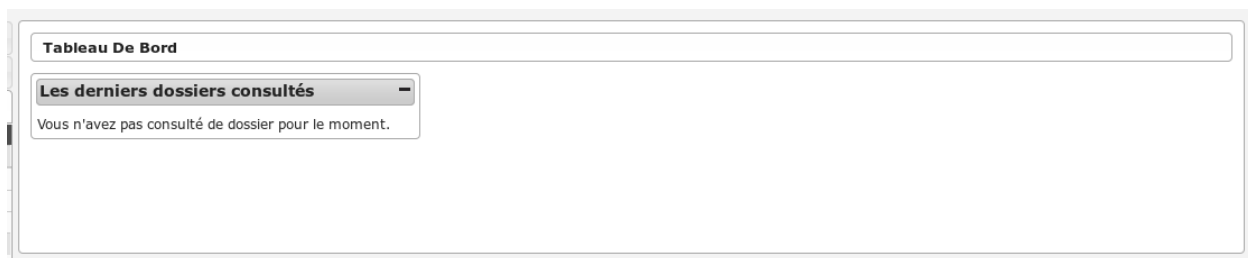 Tableau De Bord
Les derniers dossiers consultés
Vous n'avez pas consulté de dossier pour le moment.